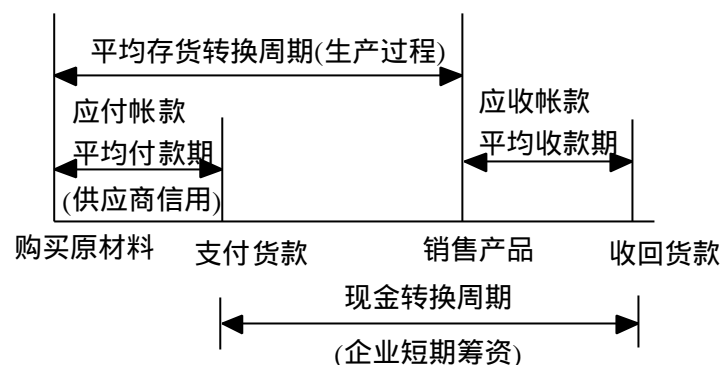 平均存货转换周期(生产过程)
应付帐款
平均付款期
(供应商信用)
应收帐款
平均收款期
购买原材料
支付货款
销售产品
收回货款
现金转换周期
(企业短期筹资)